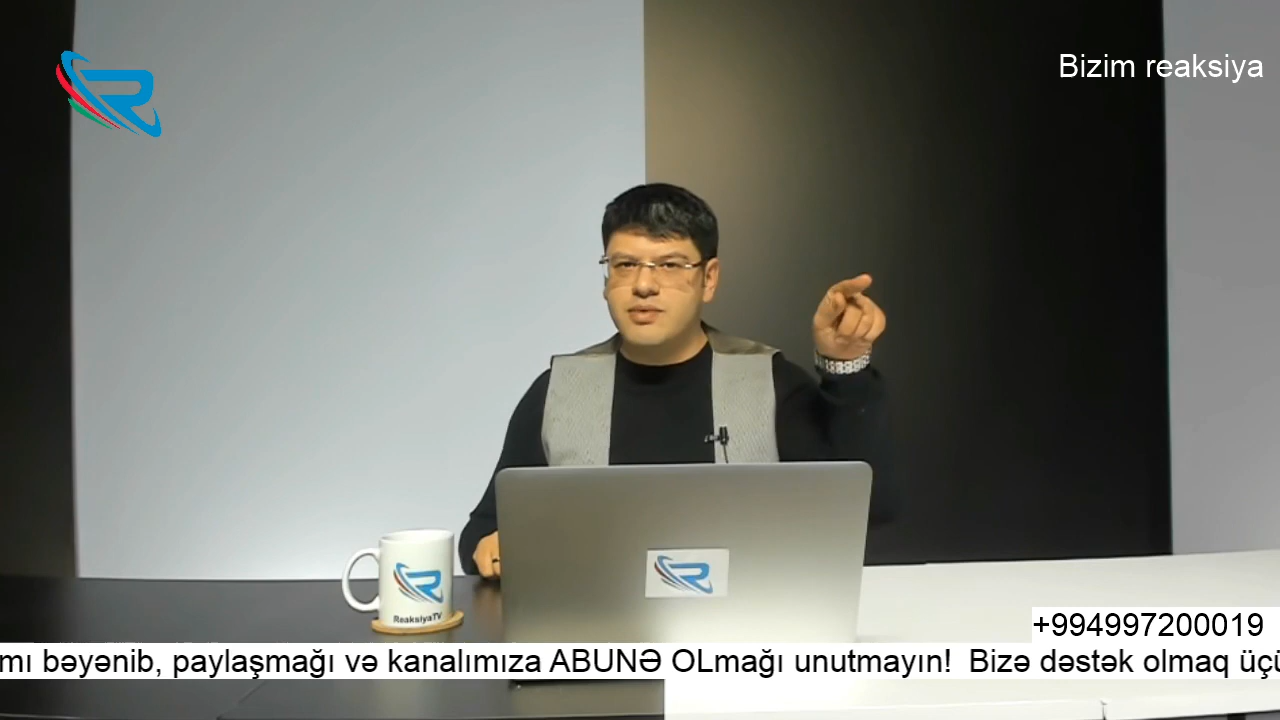 Bizim reaksiya
ReaksiyaTV
+994997200019
mı bəyənib, paylaşmağı və kanalımıza ABUNƏ OLmağı unutmayın! Bizə dəstək olmaq üçü